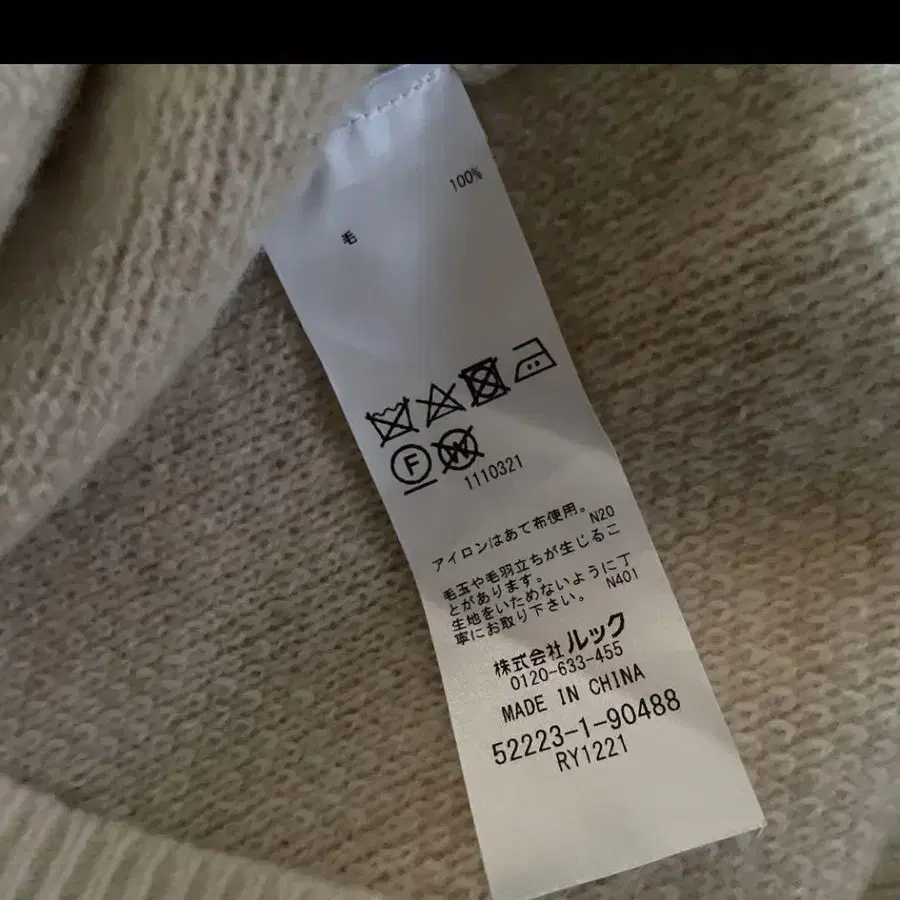 毛 100%
F W
1110321
アイロンはあて布使用。 N20
毛玉や毛羽立ちが生じるこ
とがあります。
生地をいためないように丁
寧にお取り下さい。 N401
株式会社ルック
0120-633-455
MADE IN CHINA
52223-1-90488
RY1221